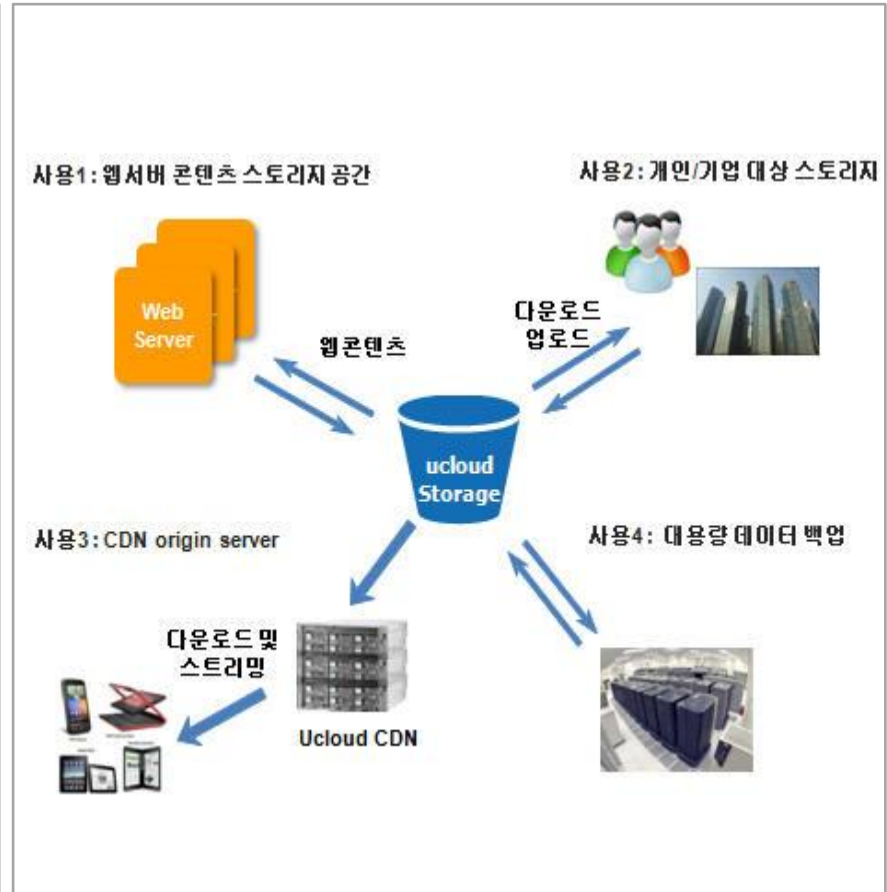 사용1 : 웹서버 콘텐츠 스토리지 공간
사용2 : 개인/기업 대상 스토리지
Web
Server
웹콘텐츠
다운로드
업로드
ucloud
Storage
사용3 : CDN origin server
사용4 : 대용량 데이터 백업
다운로드 및
스트리밍
Ucloud CDN